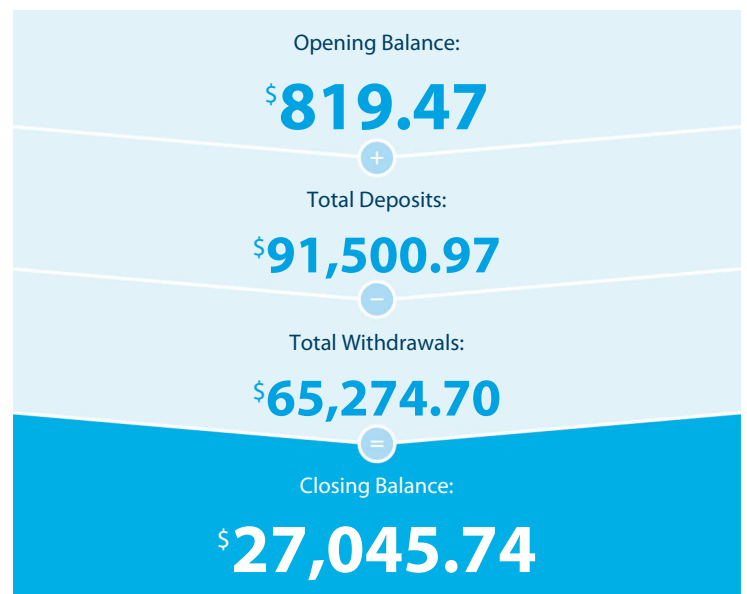 Opening Balance:
$819.47
+
Total Deposits:
$91,500.97
−
Total Withdrawals:
$65,274.70
=
Closing Balance:
$27,045.74